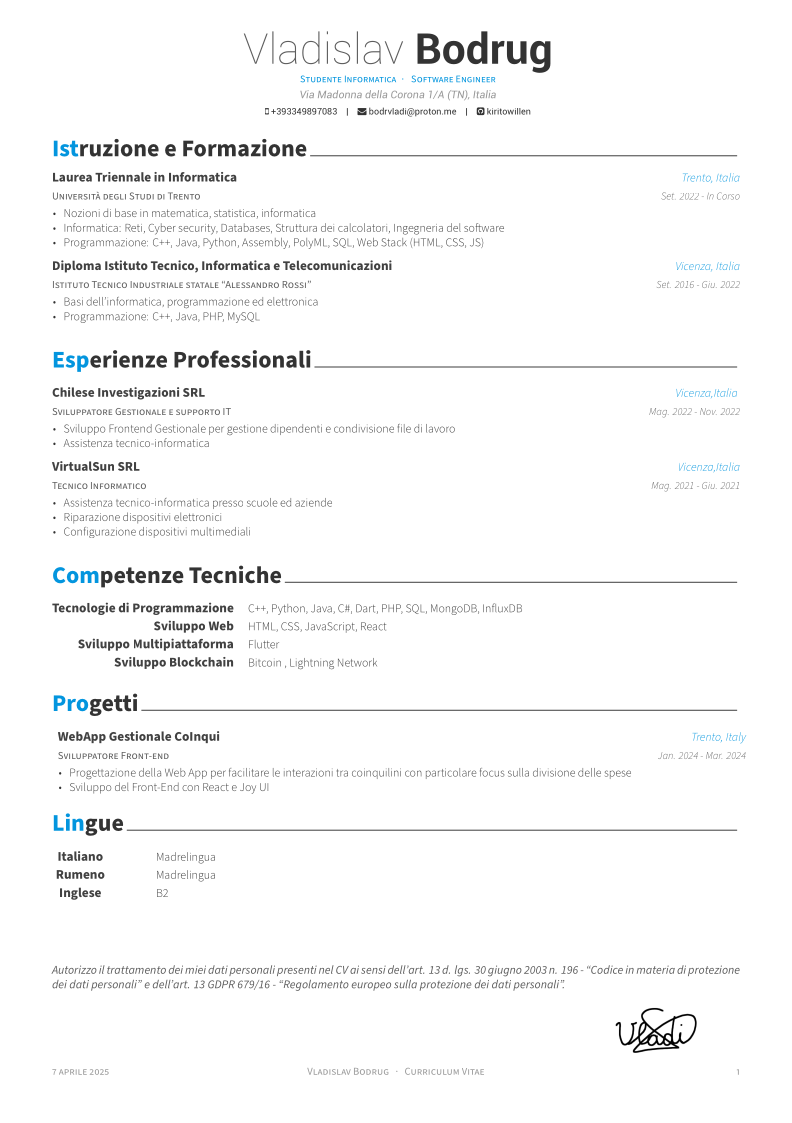 Vladislav Bodrug
Studente Informatica · Software Engineer
Via Madonna della Corona 1/A (TN), Italia
+393349897083 | bodrvladi@proton.me | kiritowillen
Istruzione e Formazione
Laurea Triennale in Informatica Trento, Italia
Università degli Studi di Trento Set. 2022 - In Corso
• Nozioni di base in matematica, statistica, informatica
• Informatica: Reti, Cyber security, Databases, Struttura dei calcolatori, Ingegneria del software
• Programmazione: C++, Java, Python, Assembly, PolyML, SQL, Web Stack (HTML, CSS, JS)
Diploma Istituto Tecnico, Informatica e Telecomunicazioni Vicenza, Italia
Istituto Tecnico Industriale statale "Alessandro Rossi" Set. 2016 - Giu. 2022
• Basi dell'informatica, programmazione ed elettronica
• Programmazione: C++, Java, PHP, MySQL
Esperienze Professionali
Chilese Investigazioni SRL Vicenza,Italia
Sviluppatore Gestionale e supporto IT Mag. 2022 - Nov. 2022
• Sviluppo Frontend Gestionale per gestione dipendenti e condivisione file di lavoro
• Assistenza tecnico-informatica
VirtualSun SRL Vicenza,Italia
Tecnico Informatico Mag. 2021 - Giu. 2021
• Assistenza tecnico-informatica presso scuole ed aziende
• Riparazione dispositivi elettronici
• Configurazione dispositivi multimediali
Competenze Tecniche
Tecnologie di Programmazione C++, Python, Java, C#, Dart, PHP, SQL, MongoDB, InfluxDB
Sviluppo Web HTML, CSS, JavaScript, React
Sviluppo Multipiattaforma Flutter
Sviluppo Blockchain Bitcoin , Lightning Network
Progetti
WebApp Gestionale CoInqui Trento, Italy
Sviluppatore Front-end Jan. 2024 - Mar. 2024
• Progettazione della Web App per facilitare le interazioni tra coinquilini con particolare focus sulla divisione delle spese
• Sviluppo del Front-End con React e Joy UI
Lingue
Italiano Madrelingua
Rumeno Madrelingua
Inglese B2
Autorizzo il trattamento dei miei dati personali presenti nel CV ai sensi dell'art. 13 d. lgs. 30 giugno 2003 n. 196 - "Codice in materia di protezione
dei dati personali" e dell'art. 13 GDPR 679/16 - "Regolamento europeo sulla protezione dei dati personali".
Vladi
7 aprile 2025 Vladislav Bodrug · Curriculum Vitae 1